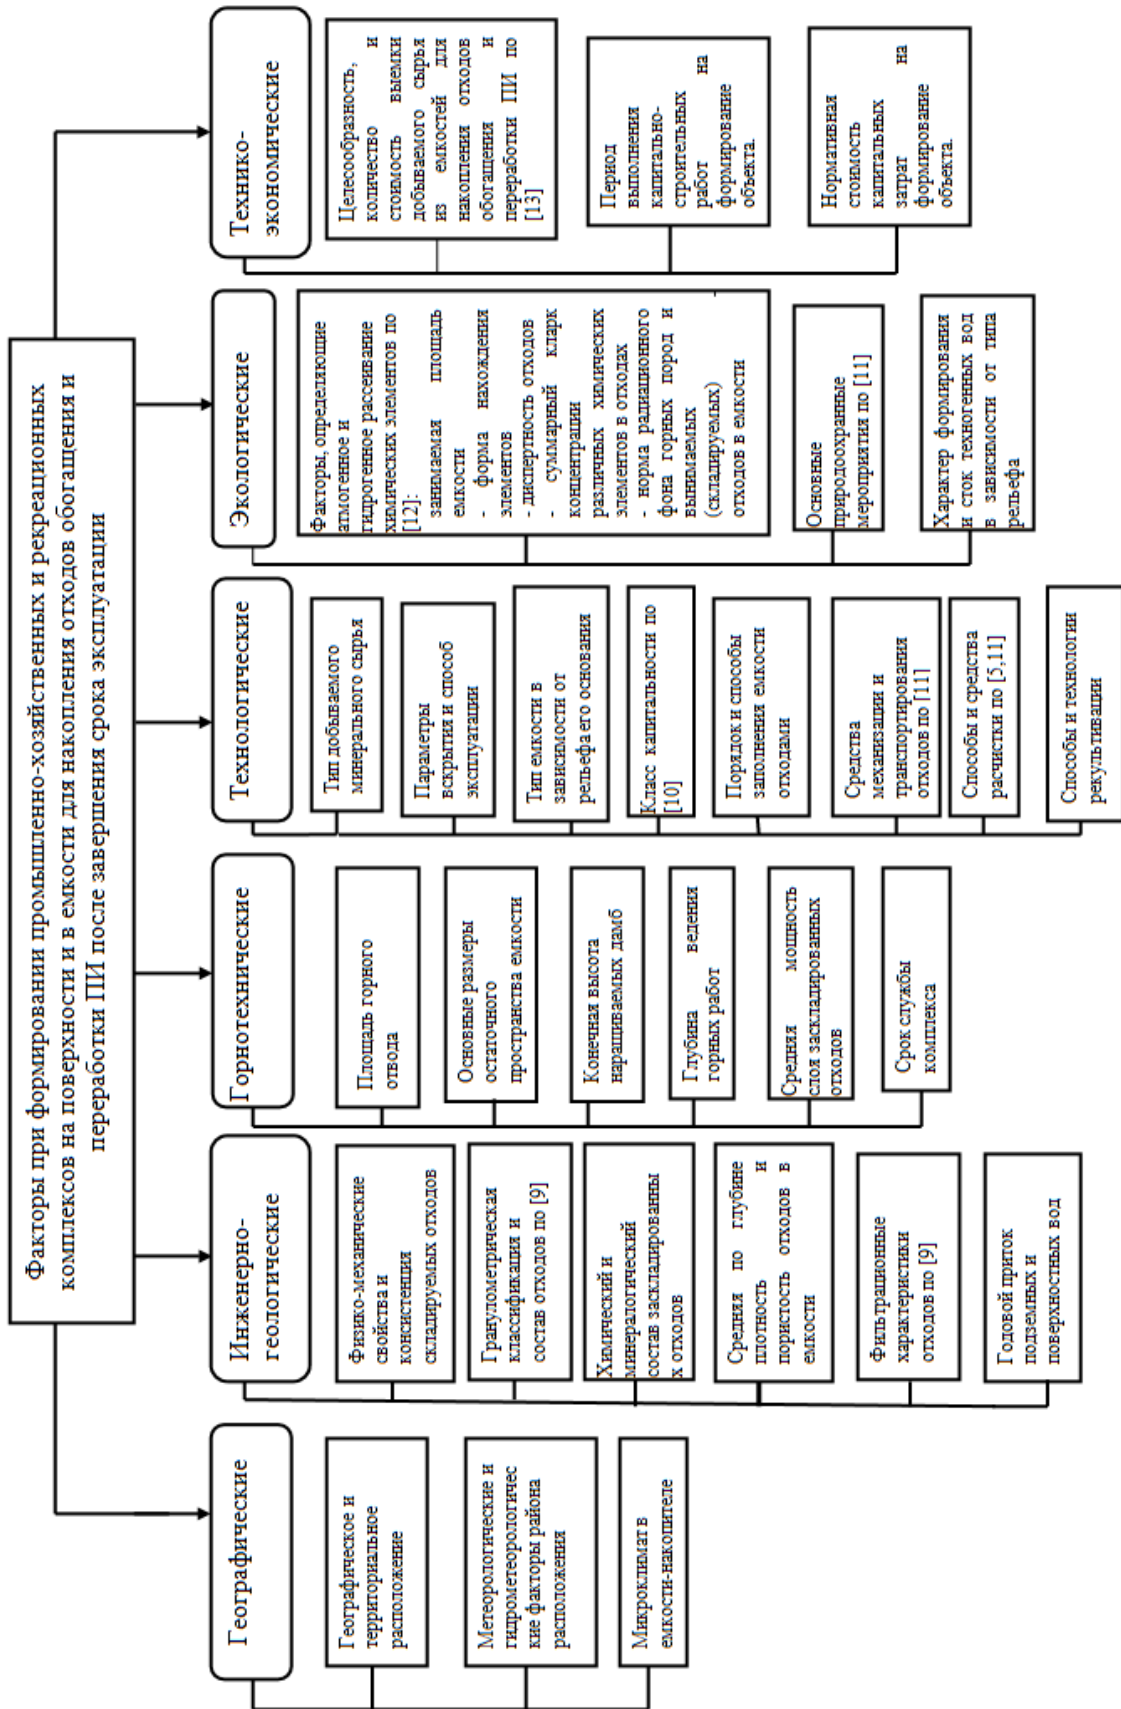 Факторы при формировании промышленно-хозяйственных и рекреационных
комплексов на поверхности и в емкости для накопления отходов обогащения и
переработки ПИ после завершения срока эксплуатации
Географические
Географическое и
территориальное
расположение
Метеорологические и
гидрометеорологичес
кие факторы района
расположения
Микроклимат в
емкости-накопителе
Инженерно-
геологические
Физико-механические
свойства и
консистенция
складируемых отходов
Гранулометрическая
классификация и
состав отходов по [9]
Химический и
минералогический
состав заскладированны
х отходов
Средняя по глубине
плотность и
пористость отходов в
емкости
Фильтрационные
характеристики
отходов по [9]
Годовой приток
подземных и
поверхностных вод
Горнотехнические
Площадь горного
отвода
Основные размеры
остаточного
пространства емкости
Конечная высота
наращиваемых дамб
Глубина ведения
горных работ
Средняя мощность
слоя заскладированных
отходов
Срок службы
комплекса
Технологические
Тип добываемого
минерального сырья
Параметры
вскрытия и способ
эксплуатации
Тип емкости в
зависимости от
рельефа его основания
Класс капитальности по
[10]
Порядок и способы
заполнения емкости
отходами
Средства
механизации и
транспортирования
отходов по [11]
Способы и средства
расчистки по [5,11]
Способы и технологии
рекультивации
Экологические
Факторы, определяющие
атмогенное и
гидрогенное рассеивание
химических элементов по
[12]:
занимаемая площадь
емкости
- форма нахождения
элементов
- диспертность отходов
- суммарный кларк
концентрации
различных химических
элементов в отходах
- норма радиационного
фона горных пород и
вынимаемых
(складируемых)
отходов в емкости
Основные
природоохранные
мероприятия по [11]
Характер формирования
и сток техногенных вод
в зависимости от типа
рельефа
Технико-
экономические
Целесообразность,
количество и
стоимость выемки
добываемого сырья
из емкостей для
накопления отходов
обогащения и
переработки ПИ по
[13]
Период
выполнения
капитально-
строительных
работ на
формирование
объекта.
Нормативная
стоимость
капитальных
затрат на
формирование
объекта.